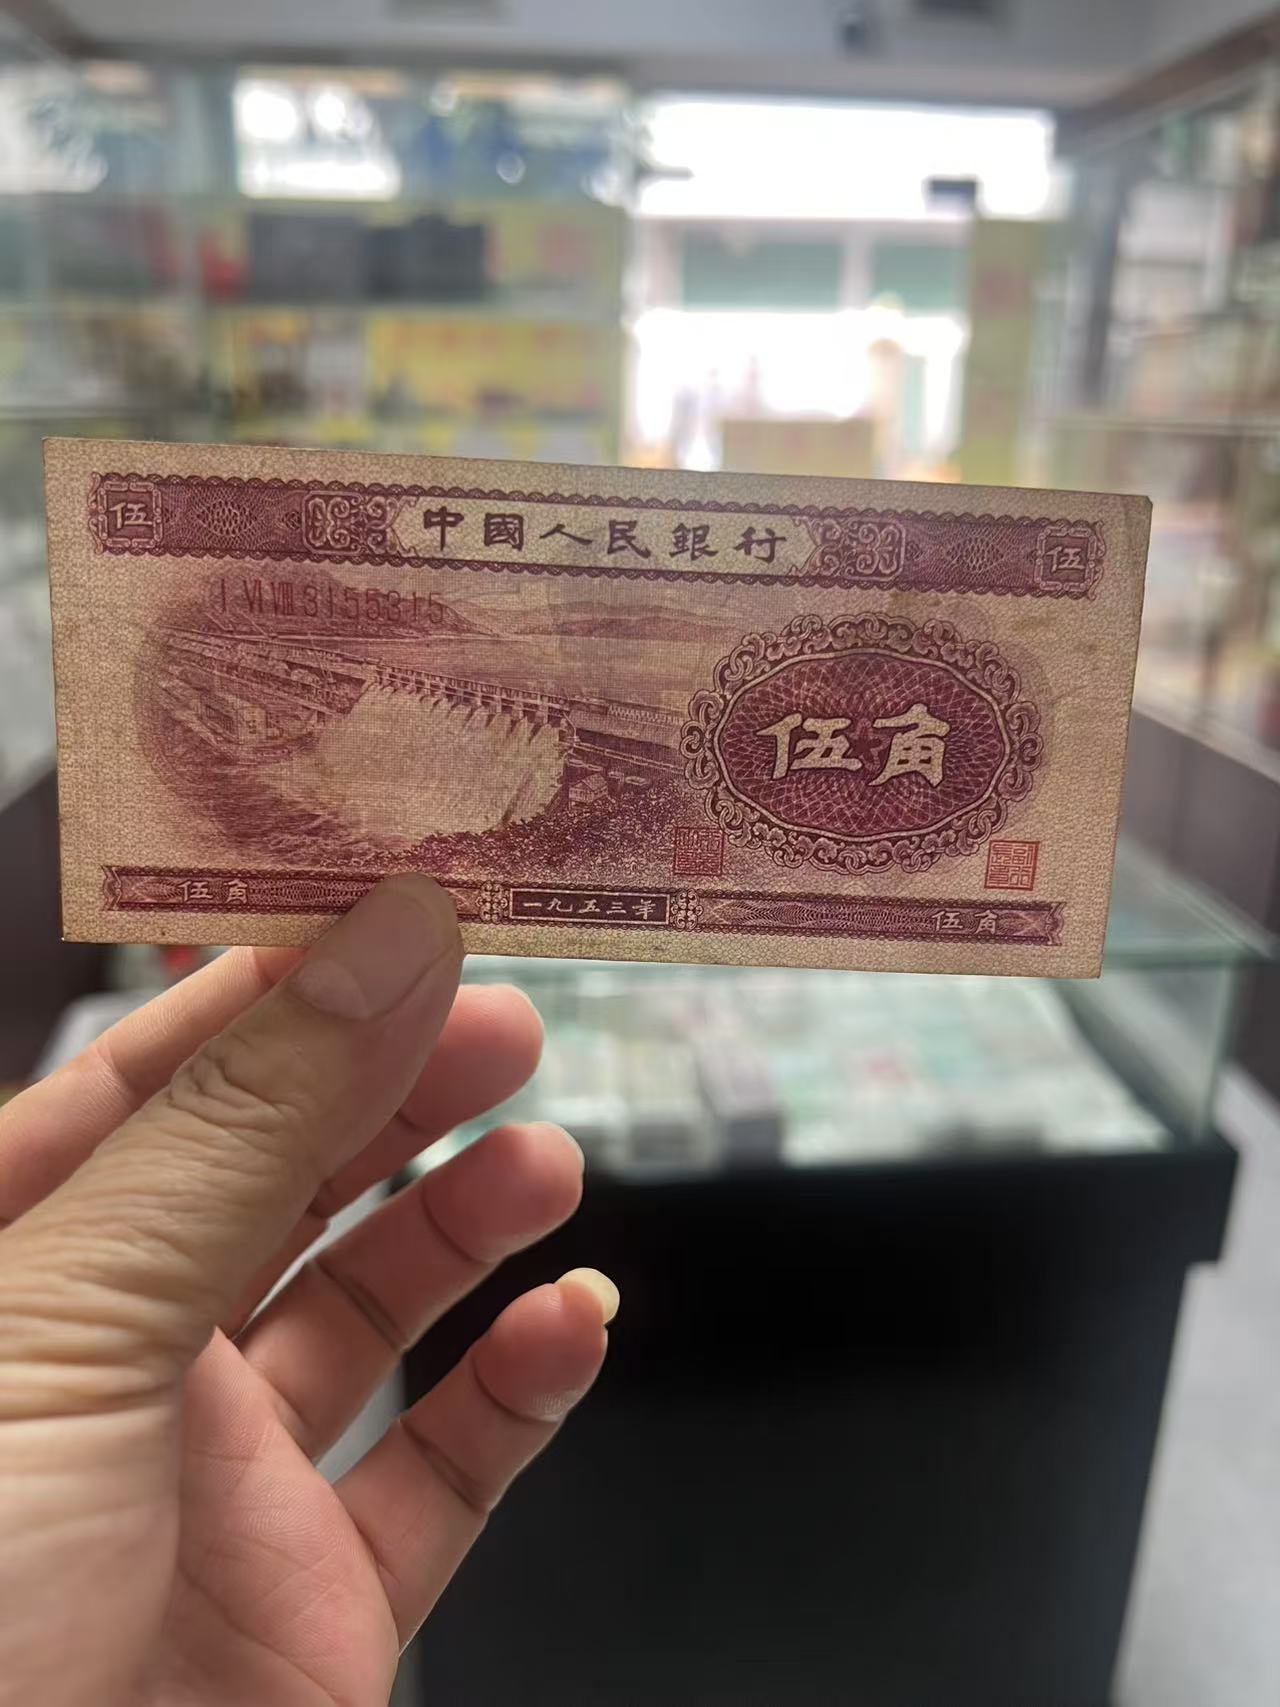 伍 中國人民銀行 伍
I VI VIII 3155315
伍角
伍角 一九五三年 伍角